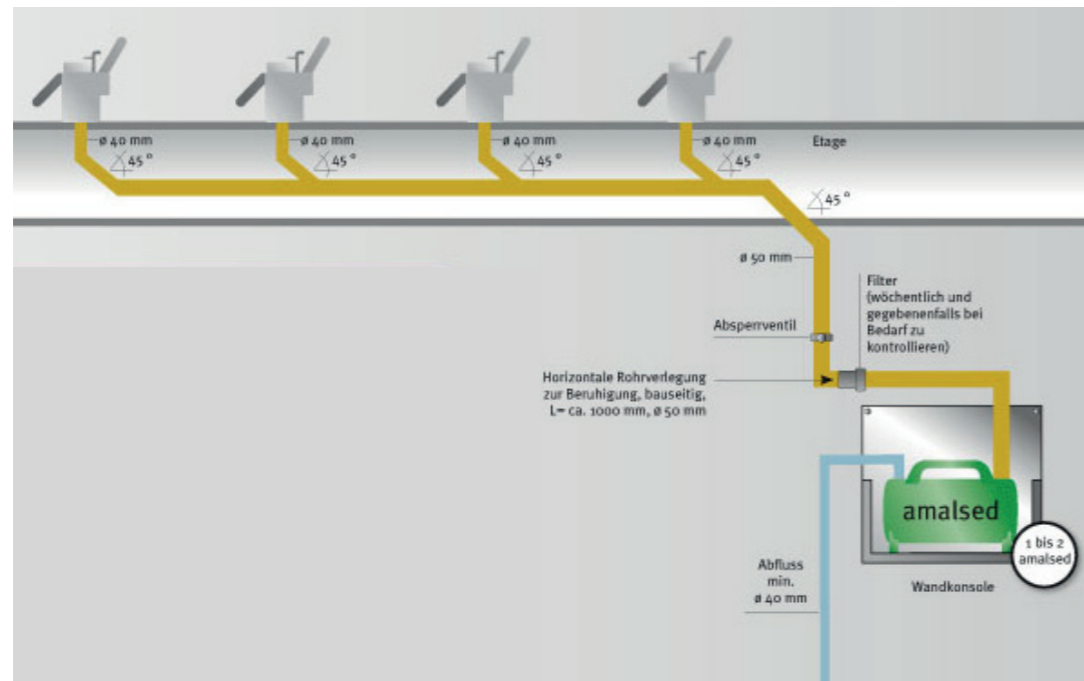 ø 40 mm
45°
ø 40 mm
45°
ø 40 mm
45°
ø 40 mm
45°
Etage
45°
ø 50 mm
Absperrventil
Filter
(wöchentlich und
gegebenenfalls bei
Bedarf zu
kontrollieren)
Horizontale Rohrverlegung
zur Beruhigung, bauseitig,
L= ca. 1000 mm, ø 50 mm
amalsed
1 bis 2
amalsed
Wandkonsole
Abfluss
min.
ø 40 mm